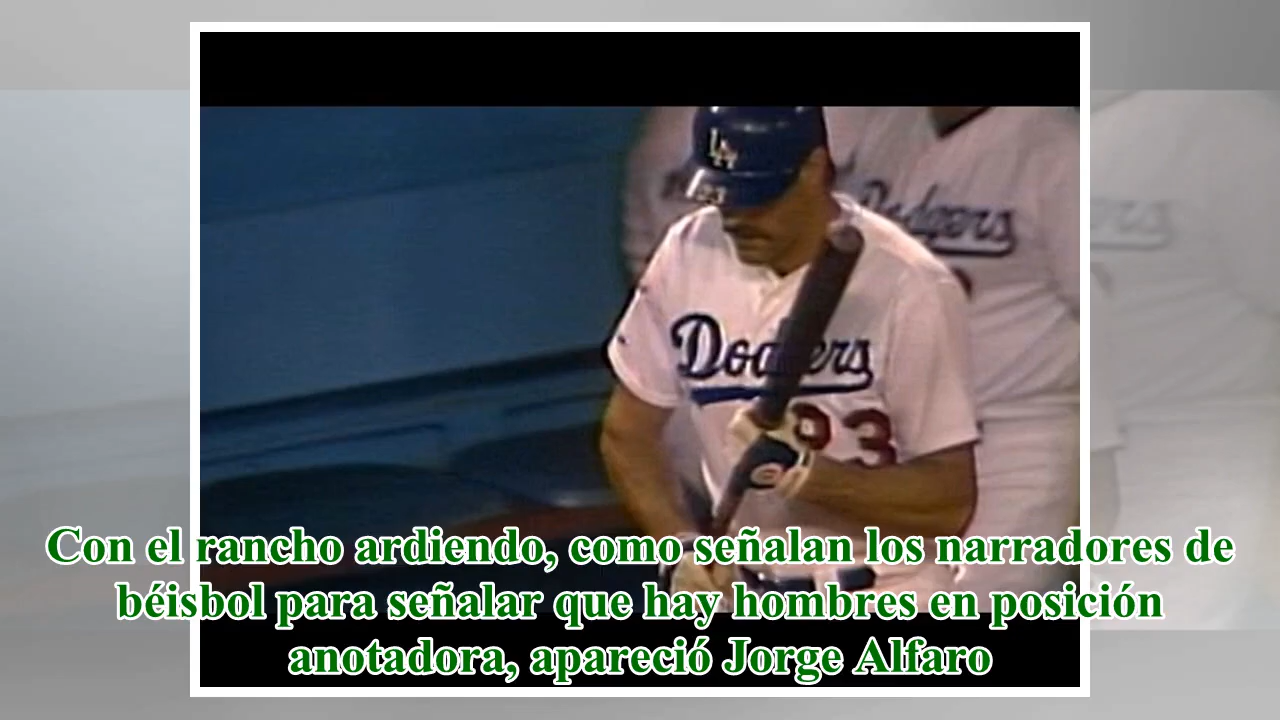 LA
23
Dodgers
Dodgers
23
Con el rancho ardiendo, como señalan los narradores de
béisbol para señalar que hay hombres en posición
anotadora, apareció Jorge Alfaro